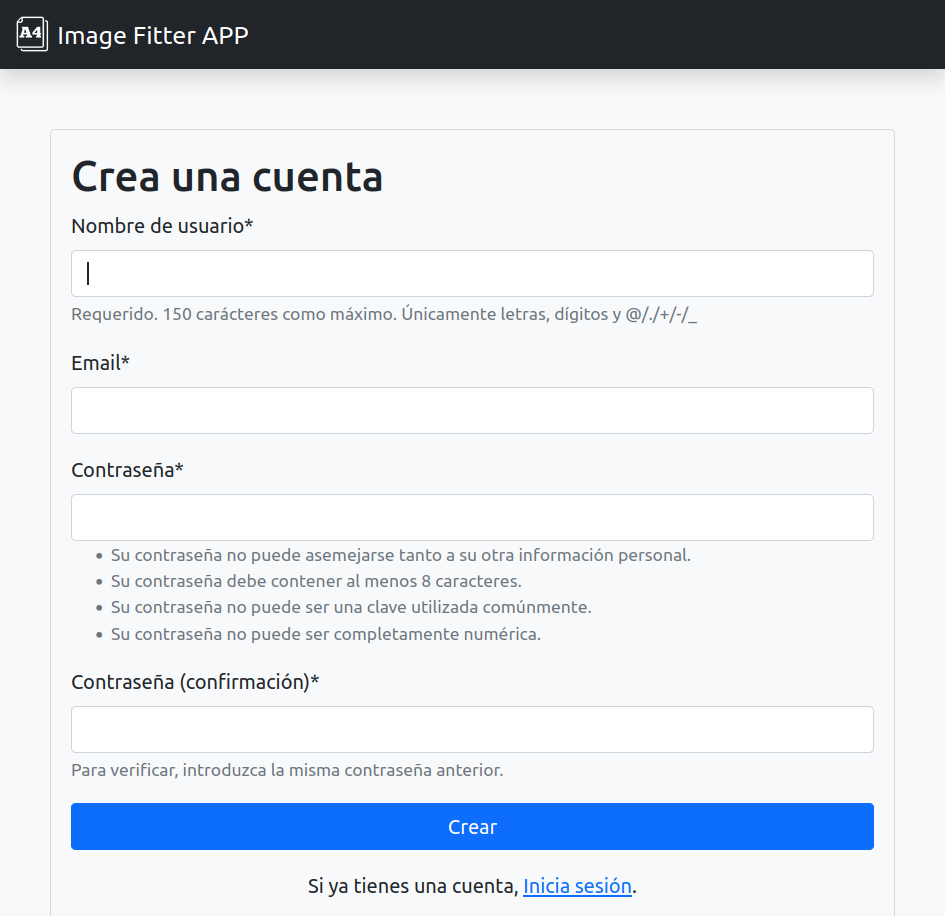 A4 Image Fitter APP
Crea una cuenta
Nombre de usuario*
Requerido. 150 carácteres como máximo. Únicamente letras, dígitos y @/./+/-/_
Email*
Contraseña*
• Su contraseña no puede asemejarse tanto a su otra información personal.
• Su contraseña debe contener al menos 8 caracteres.
• Su contraseña no puede ser una clave utilizada comúnmente.
• Su contraseña no puede ser completamente numérica.
Contraseña (confirmación)*
Para verificar, introduzca la misma contraseña anterior.
Crear
Si ya tienes una cuenta, Inicia sesión.